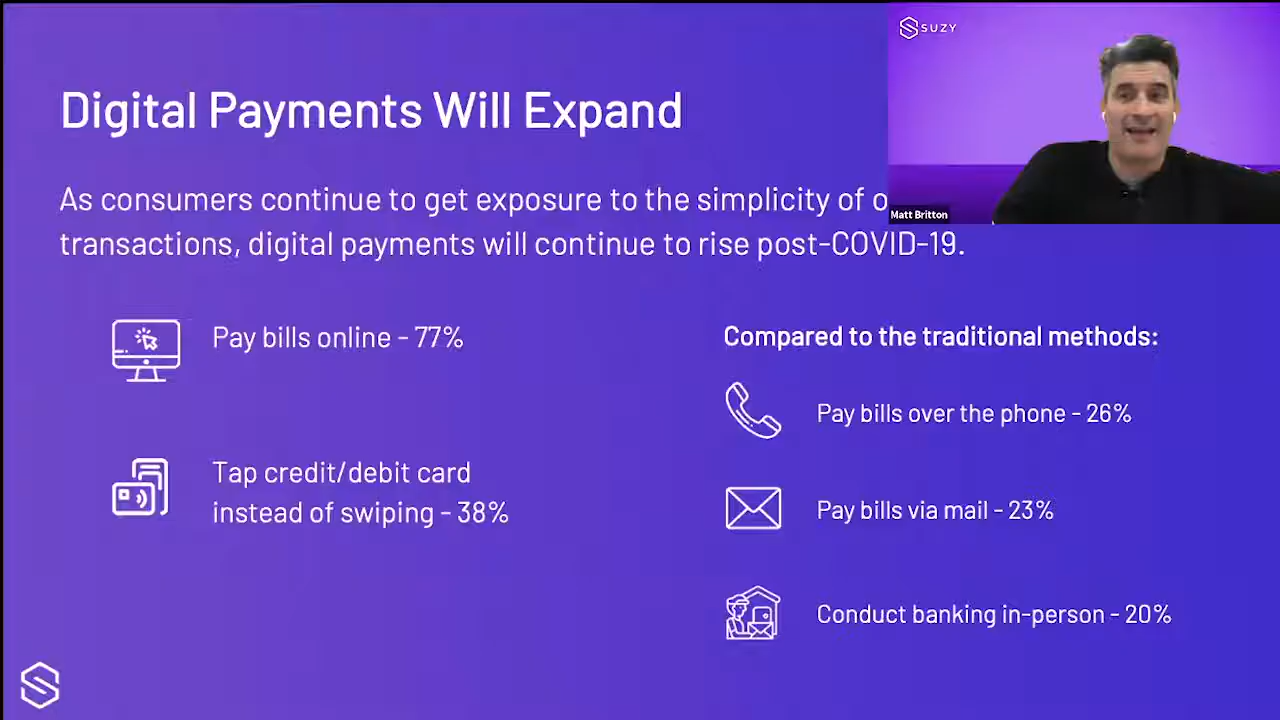 SUZY
Digital Payments Will Expand
As consumers continue to get exposure to the simplicity of
transactions, digital payments will continue to rise post-COVID-19.
Matt Britton
Pay bills online - 77%
Tap credit/debit card
instead of swiping - 38%
Compared to the traditional methods:
Pay bills over the phone - 26%
Pay bills via mail - 23%
Conduct banking in-person - 20%